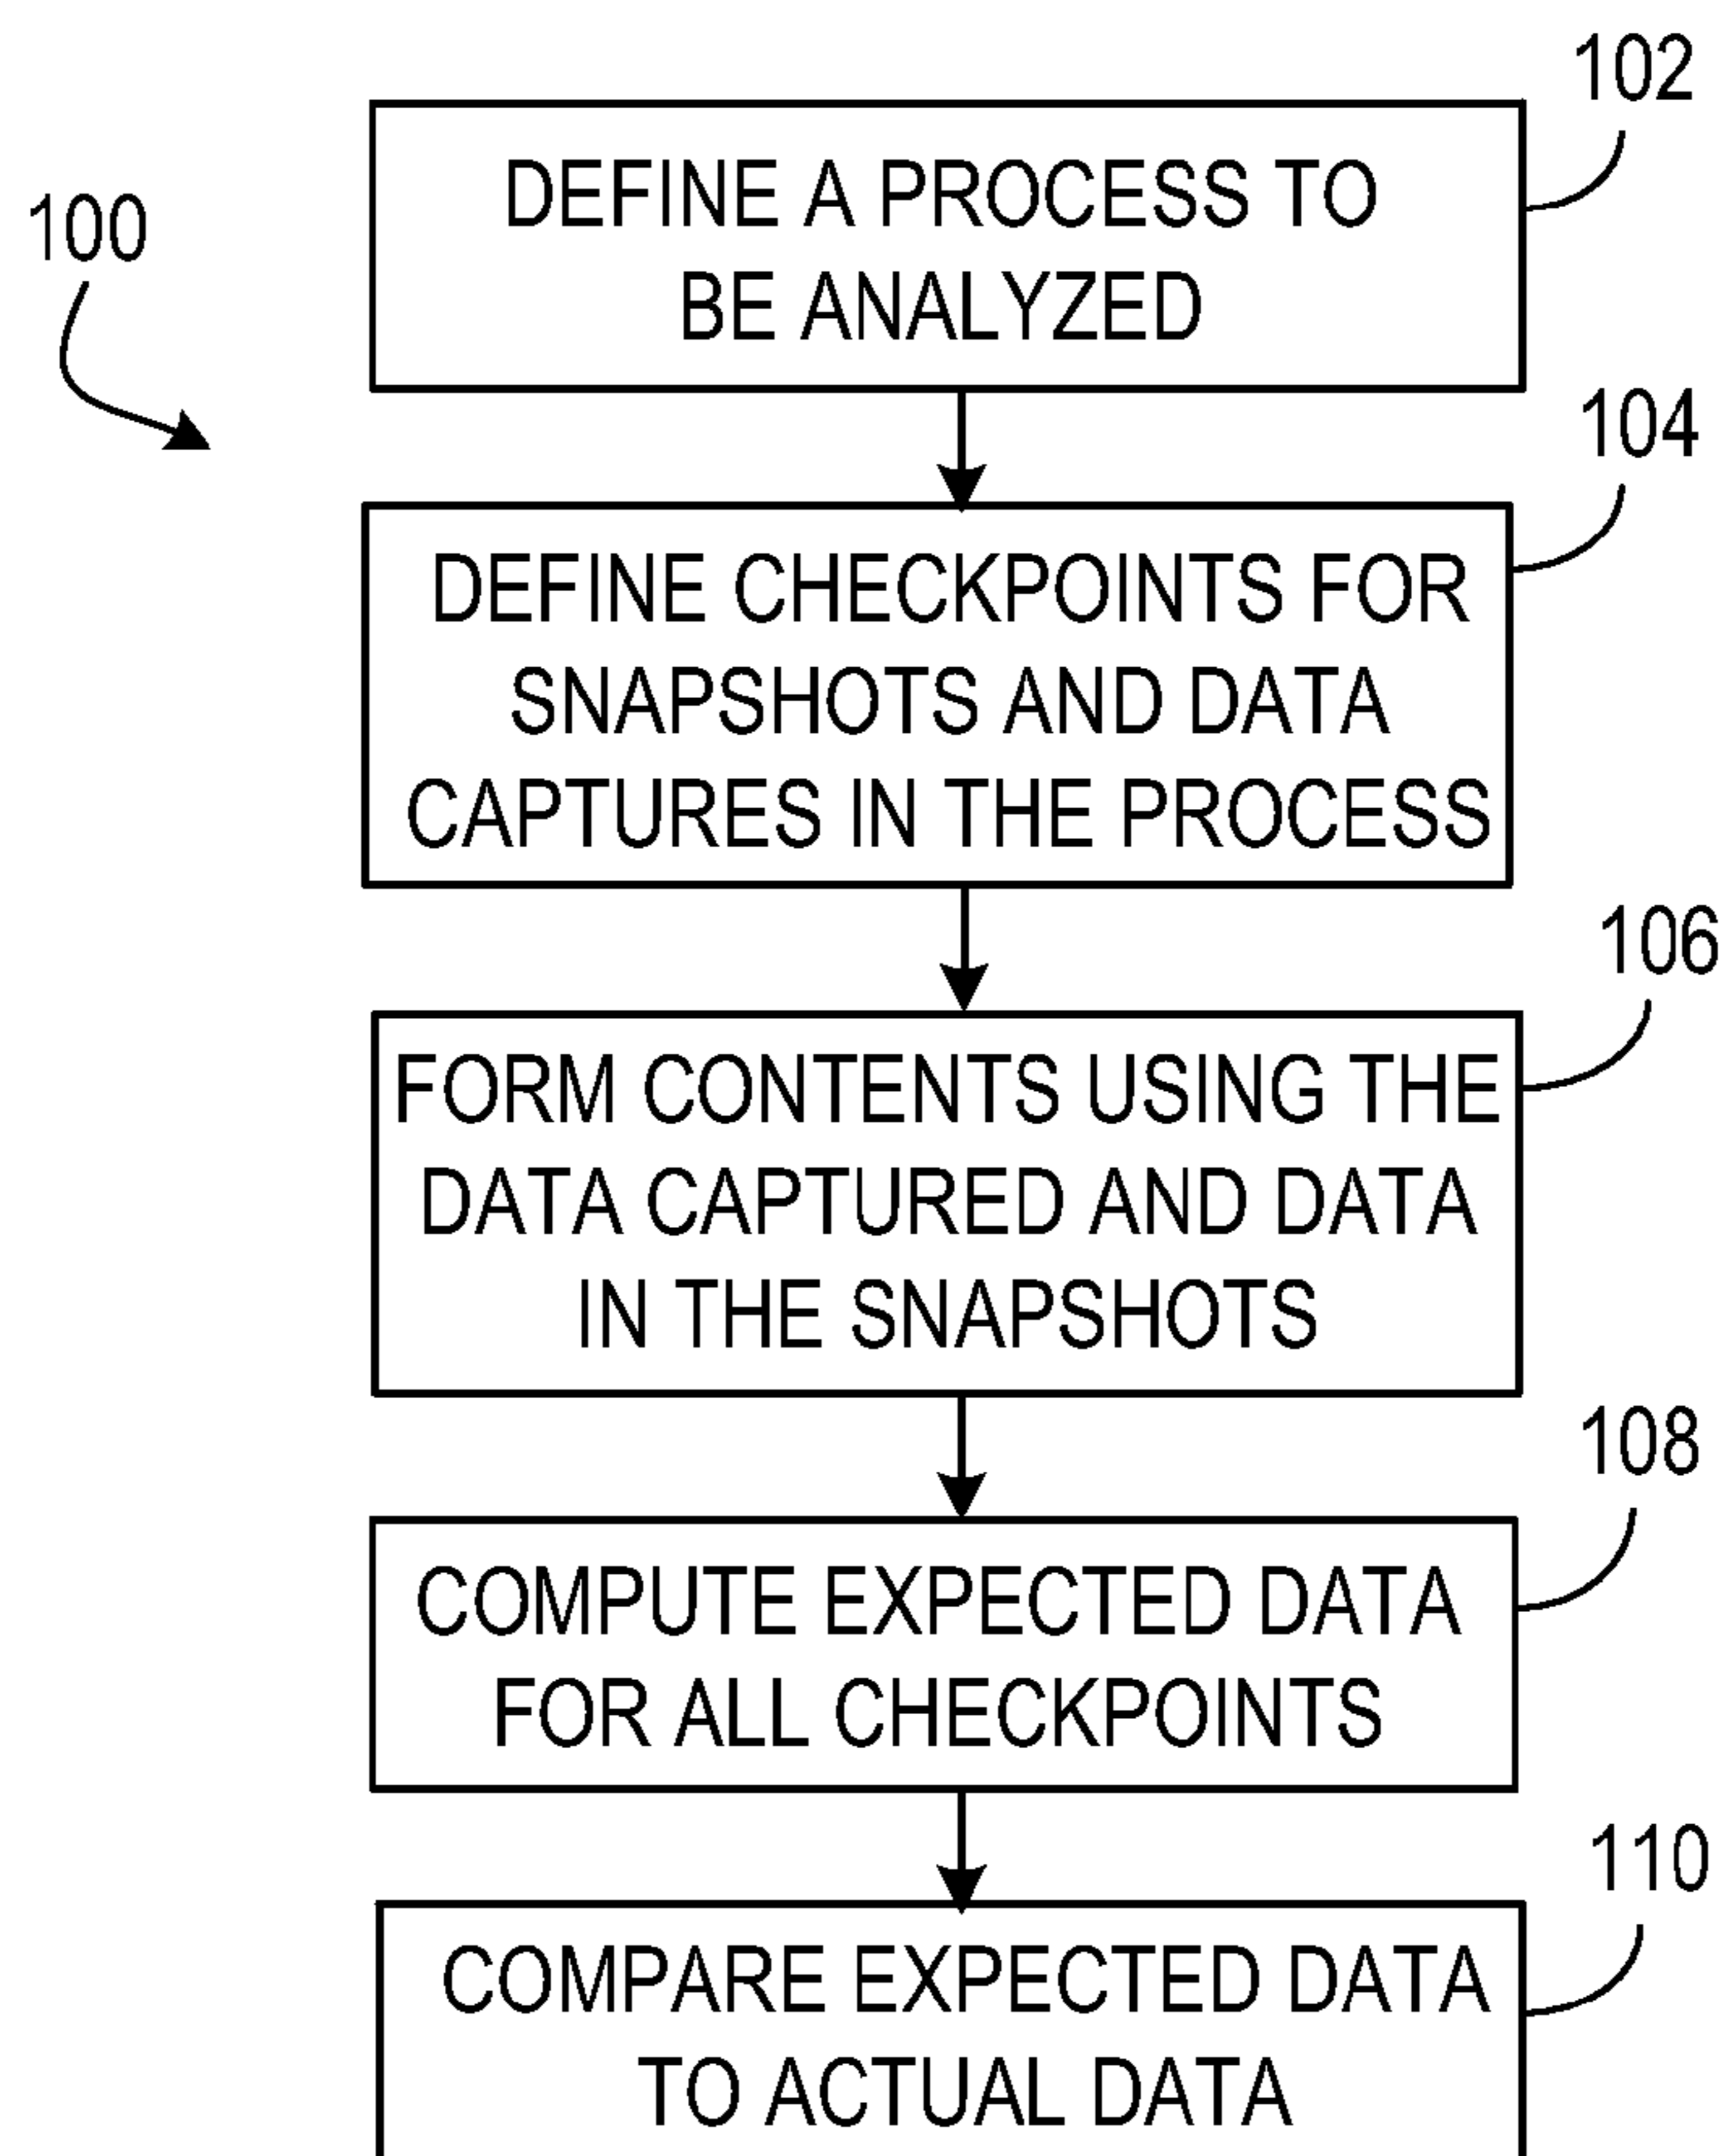 102
DEFINE A PROCESS TO
BE ANALYZED
100
104
DEFINE CHECKPOINTS FOR
SNAPSHOTS AND DATA
CAPTURES IN THE PROCESS
106
FORM CONTENTS USING THE
DATA CAPTURED AND DATA
IN THE SNAPSHOTS
108
COMPUTE EXPECTED DATA
FOR ALL CHECKPOINTS
110
COMPARE EXPECTED DATA
TO ACTUAL DATA